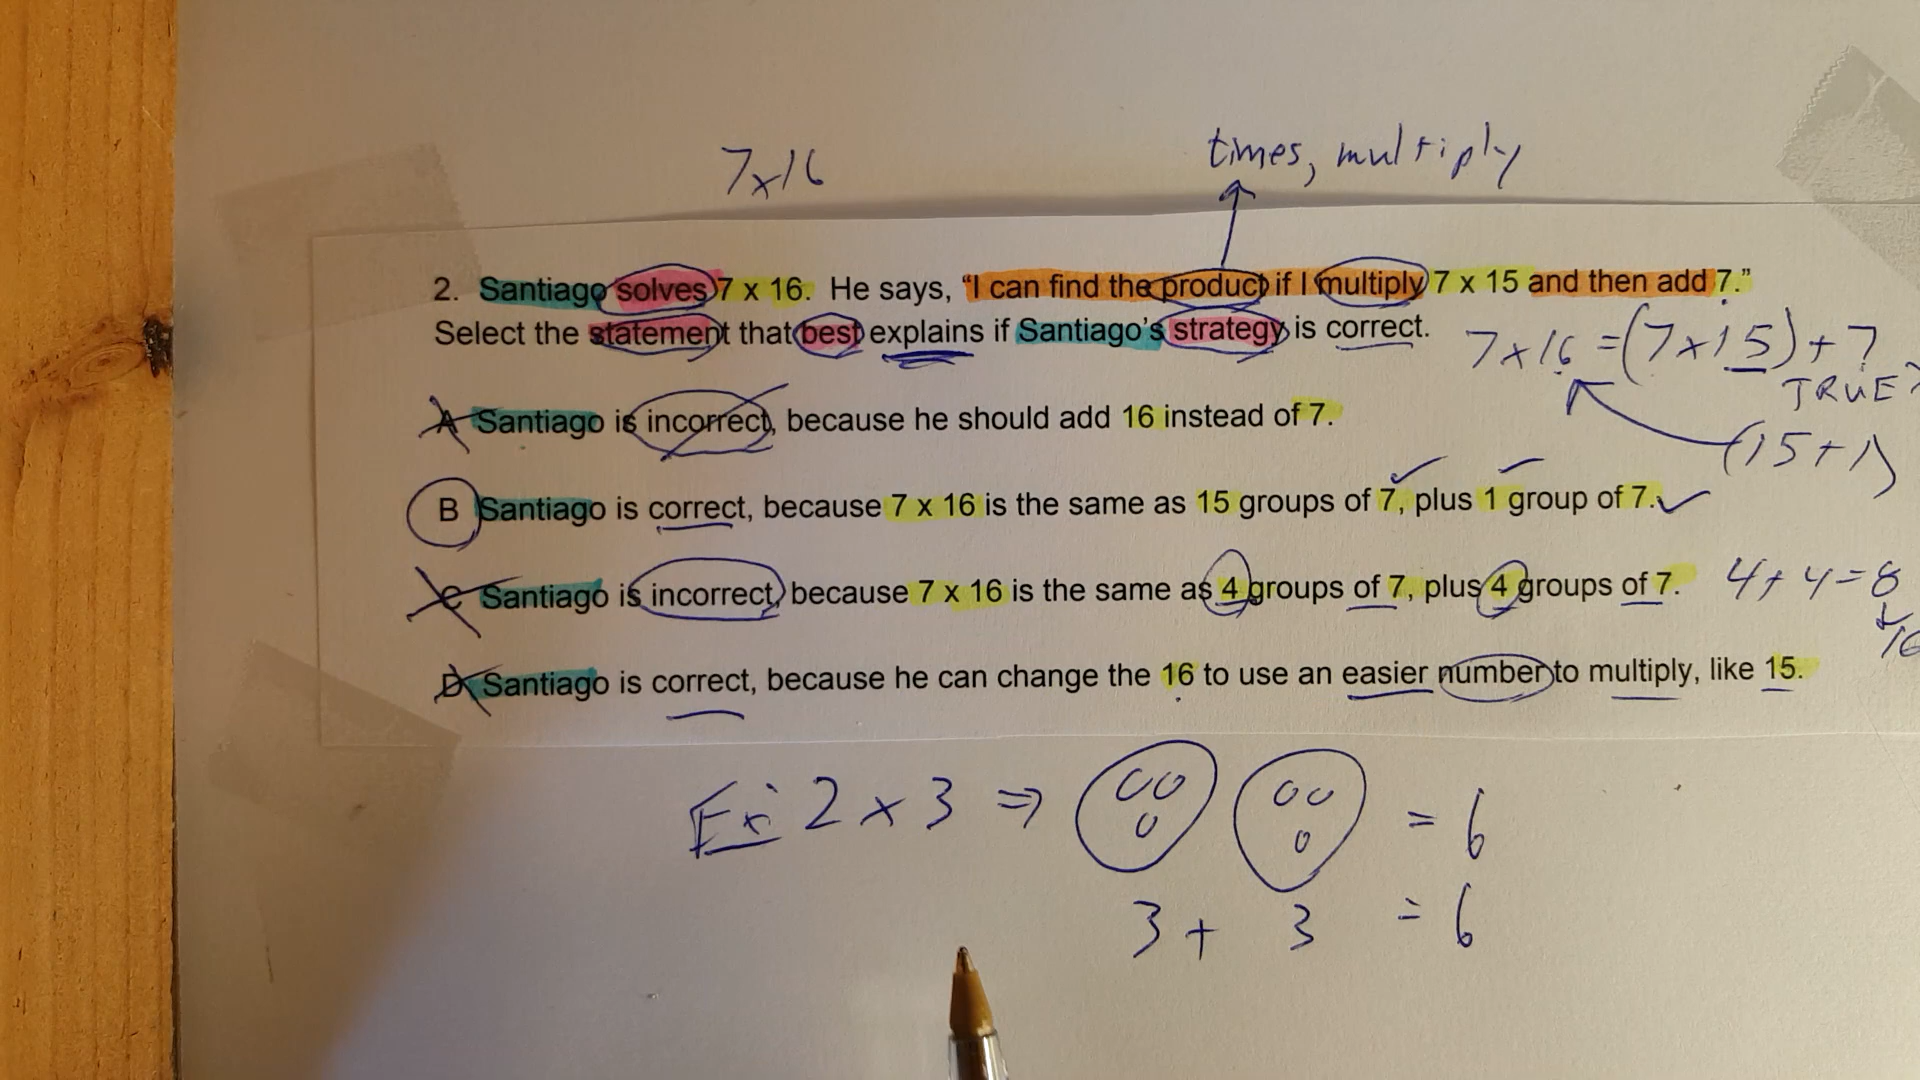 7x16
times, multiply
2. Santiago solves 7 x 16. He says, “I can find the product if I multiply 7 x 15 and then add 7.”
Select the statement that best explains if Santiago’s strategy is correct.
7x16=(7x15)+7
TRUE?
(15+1)
A Santiago is incorrect, because he should add 16 instead of 7.
B Santiago is correct, because 7 x 16 is the same as 15 groups of 7, plus 1 group of 7.
C Santiago is incorrect, because 7 x 16 is the same as 4 groups of 7, plus 4 groups of 7.
4+4=8
16
D Santiago is correct, because he can change the 16 to use an easier number to multiply, like 15.
Ex: 2 x 3 ⇒ = 6
3 + 3 = 6